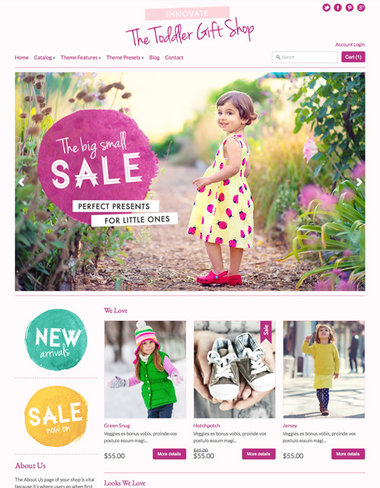 INNOVATE
The Toddler Gift Shop
Account Login
Home Catalog Theme Features Theme Presets Blog Contact
Search
Cart (1)
The big small
SALE
PERFECT PRESENTS
FOR LITTLE ONES
We Love
NEW
arrivals
Sale
SALE
now on
Green Snug
Veggies es bonus vobis, proinde vos
postulo essum magi...
$55.00
More details
Hotchpotch
Veggies es bonus vobis, proinde vos
postulo essum magi...
$65.00
$55.00
More details
Jersey
Veggies es bonus vobis, proinde vos
postulo essum magi...
$55.00
More details
About Us
The About Us page of your shop is vital
because it's where users go when first
Looks We Love